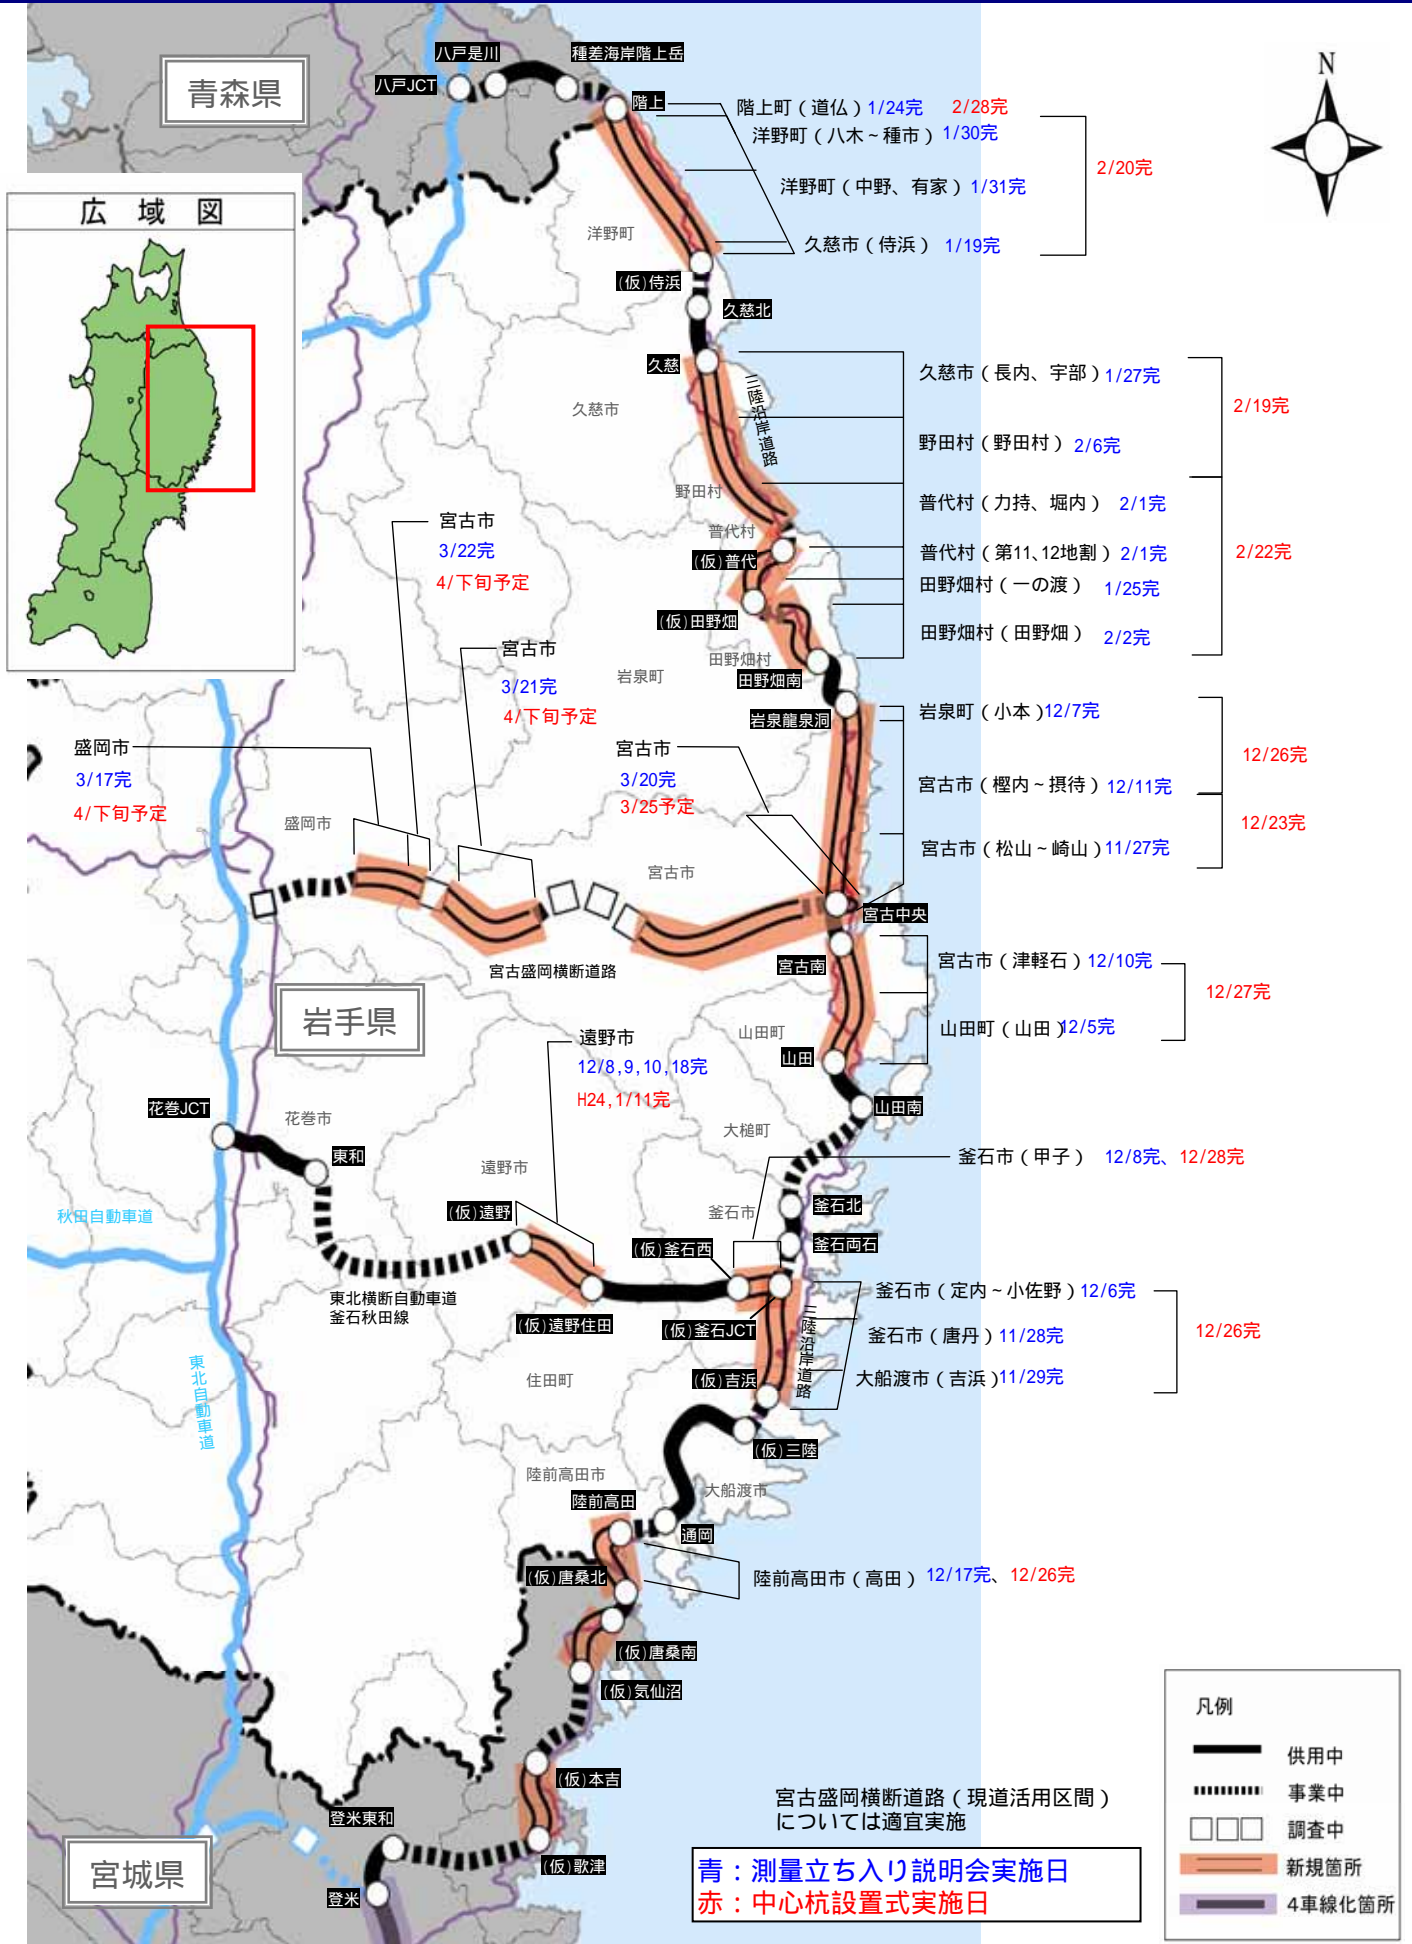 八戸是川
種差海岸階上岳
八戸JCT
青森県
階上
N
階上町（道仏）1/24完 2/28完
洋野町（八木～種市）1/30完
2/20完
洋野町（中野、有家）1/31完
久慈市（侍浜） 1/19完
広域図
洋野町
(仮)侍浜
久慈北
久慈
久慈市
三陸沿岸道路
久慈市（長内、宇部）1/27完
2/19完
野田村（野田村） 2/6完
野田村
普代村（力持、堀内） 2/1完
普代村
普代村（第11、12地割）2/1完
2/22完
(仮)普代
田野畑村（一の渡） 1/25完
(仮)田野畑
田野畑村（田野畑） 2/2完
宮古市
3/22完
4/下旬予定
宮古市
3/21完
4/下旬予定
岩泉町
田野畑村
田野畑南
岩泉龍泉洞
岩泉町（小本）12/7完
12/26完
宮古市（樫内～摂待）12/11完
12/23完
宮古市（松山～崎山）11/27完
盛岡市
3/17完
4/下旬予定
宮古市
3/20完
3/25予定
盛岡市
宮古市
宮古中央
宮古盛岡横断道路
宮古南
宮古市（津軽石）12/10完
12/27完
山田町（山田）12/5完
岩手県
山田町
山田
山田南
遠野市
12/8,9,10,18完
H24,1/11完
花巻JCT
花巻市
東和
大槌町
釜石市（甲子） 12/8完、12/28完
遠野市
秋田自動車道
(仮)遠野
釜石市
釜石北
(仮)釜石西
釜石両石
東北横断自動車道
釜石秋田線
(仮)遠野住田
(仮)釜石JCT
三陸沿岸道路
釜石市（定内～小佐野）12/6完
12/26完
釜石市（唐丹）11/28完
大船渡市（吉浜）11/29完
東北自動車道
住田町
(仮)吉浜
(仮)三陸
陸前高田市
大船渡市
陸前高田
通岡
(仮)唐桑北
陸前高田市（高田） 12/17完、12/26完
(仮)唐桑南
(仮)気仙沼
(仮)本吉
登米東和
(仮)歌津
宮城県
登米
宮古盛岡横断道路（現道活用区間）
については適宜実施
青：測量立ち入り説明会実施日
赤：中心杭設置式実施日
凡例
供用中
事業中
調査中
新規箇所
4車線化箇所